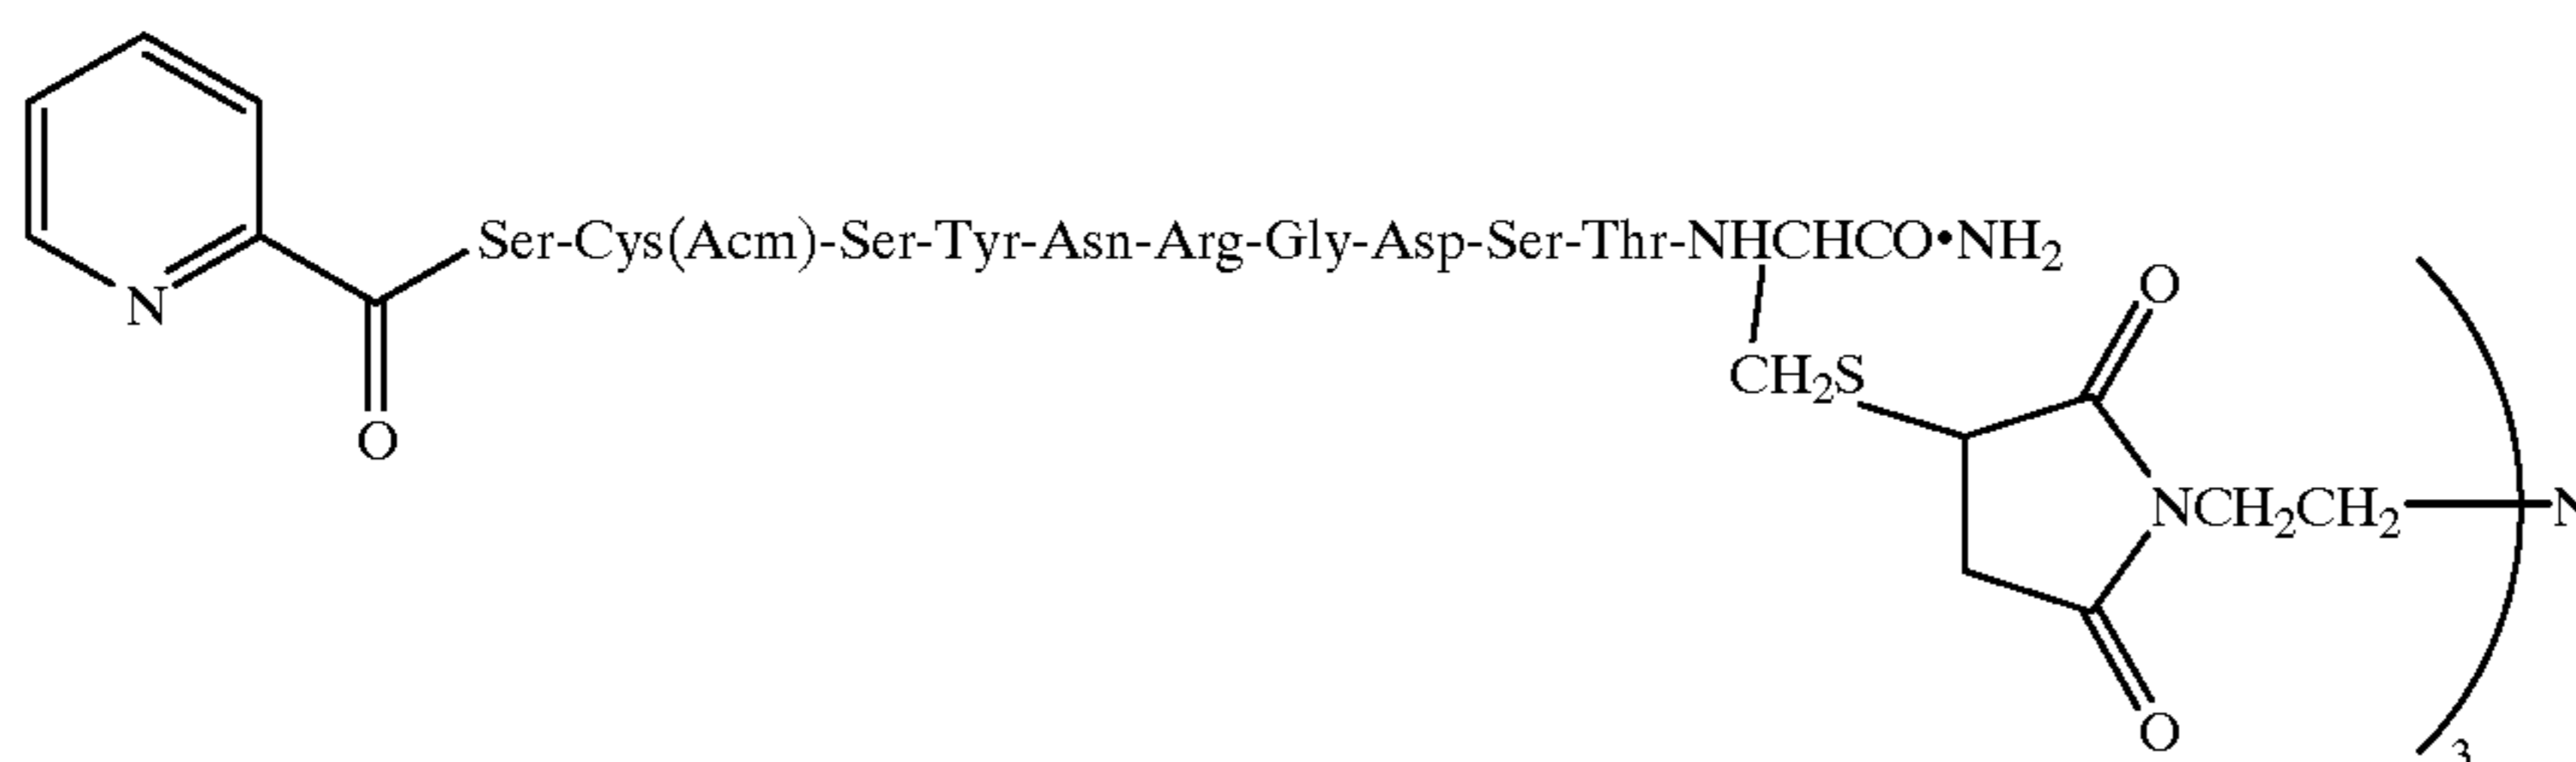 Ser-Cys(Acm)-Ser-Tyr-Asn-Arg-Gly-Asp-Ser-Thr-NHCHCO•NH₂
O
N
CH₂S
O
NCH₂CH₂
N
O
3